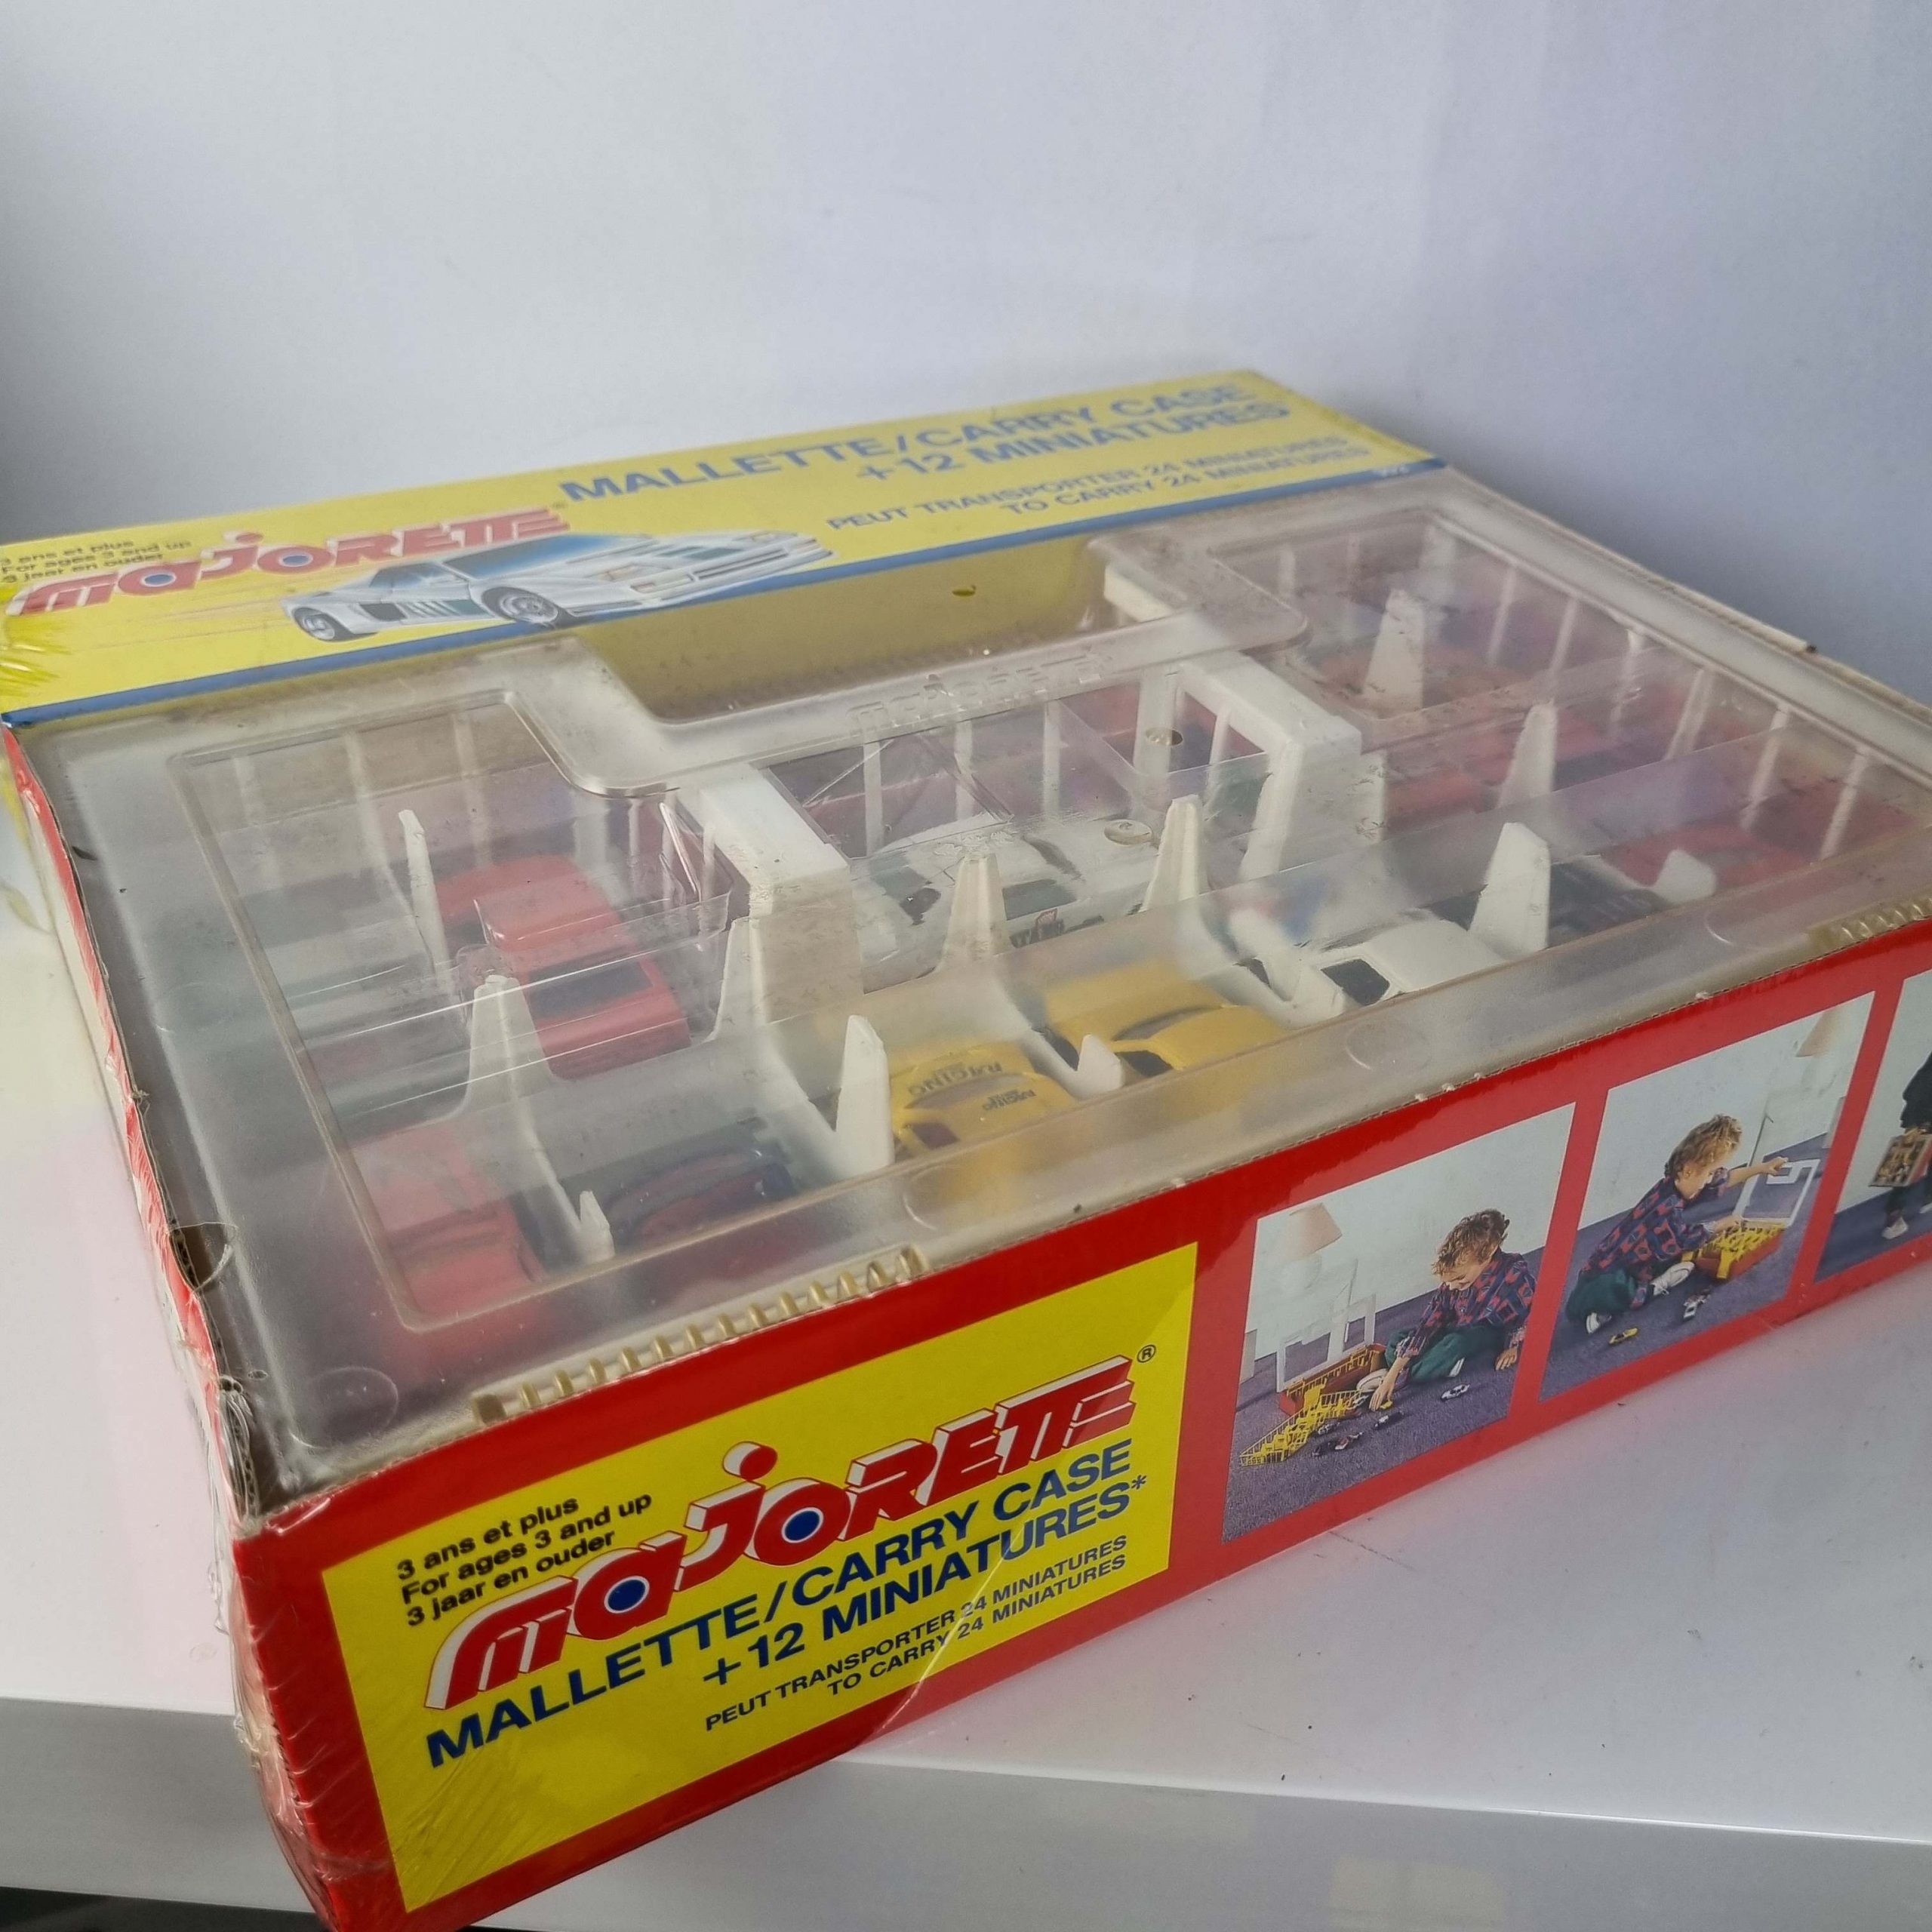 MALLETTE/CARRY CASE
+12 MINIATURES
PEUT TRANSPORTER 24 MINIATURES
TO CARRY 24 MINIATURES
3 ans et plus
For ages 3 and up
3 jaar en ouder
majorette®
majorette
RACING
RACING
3 ans et plus
For ages 3 and up
3 jaar en ouder
majorette®
MALLETTE/CARRY CASE
+12 MINIATURES*
PEUT TRANSPORTER 24 MINIATURES
TO CARRY 24 MINIATURES